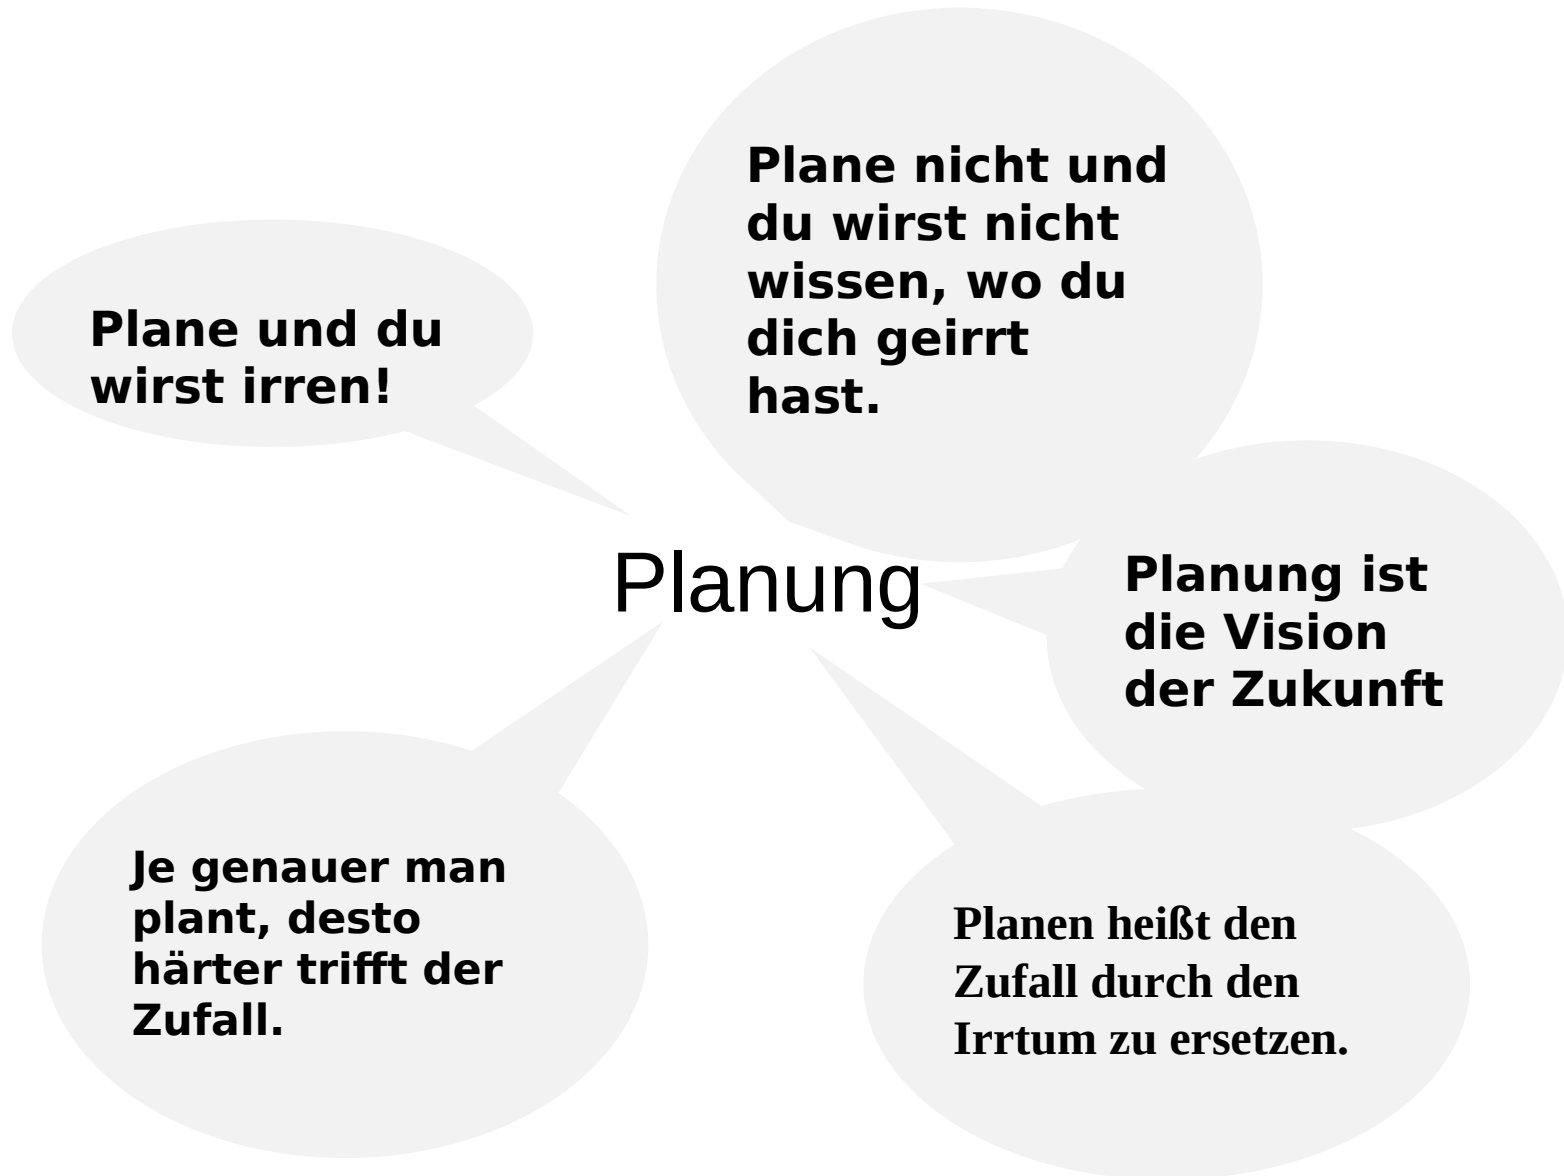 Plane nicht und
du wirst nicht
wissen, wo du
dich geirrt
hast.
Plane und du
wirst irren!
Planung
Planung ist
die Vision
der Zukunft
Je genauer man
plant, desto
härter trifft der
Zufall.
Planen heißt den
Zufall durch den
Irrtum zu ersetzen.